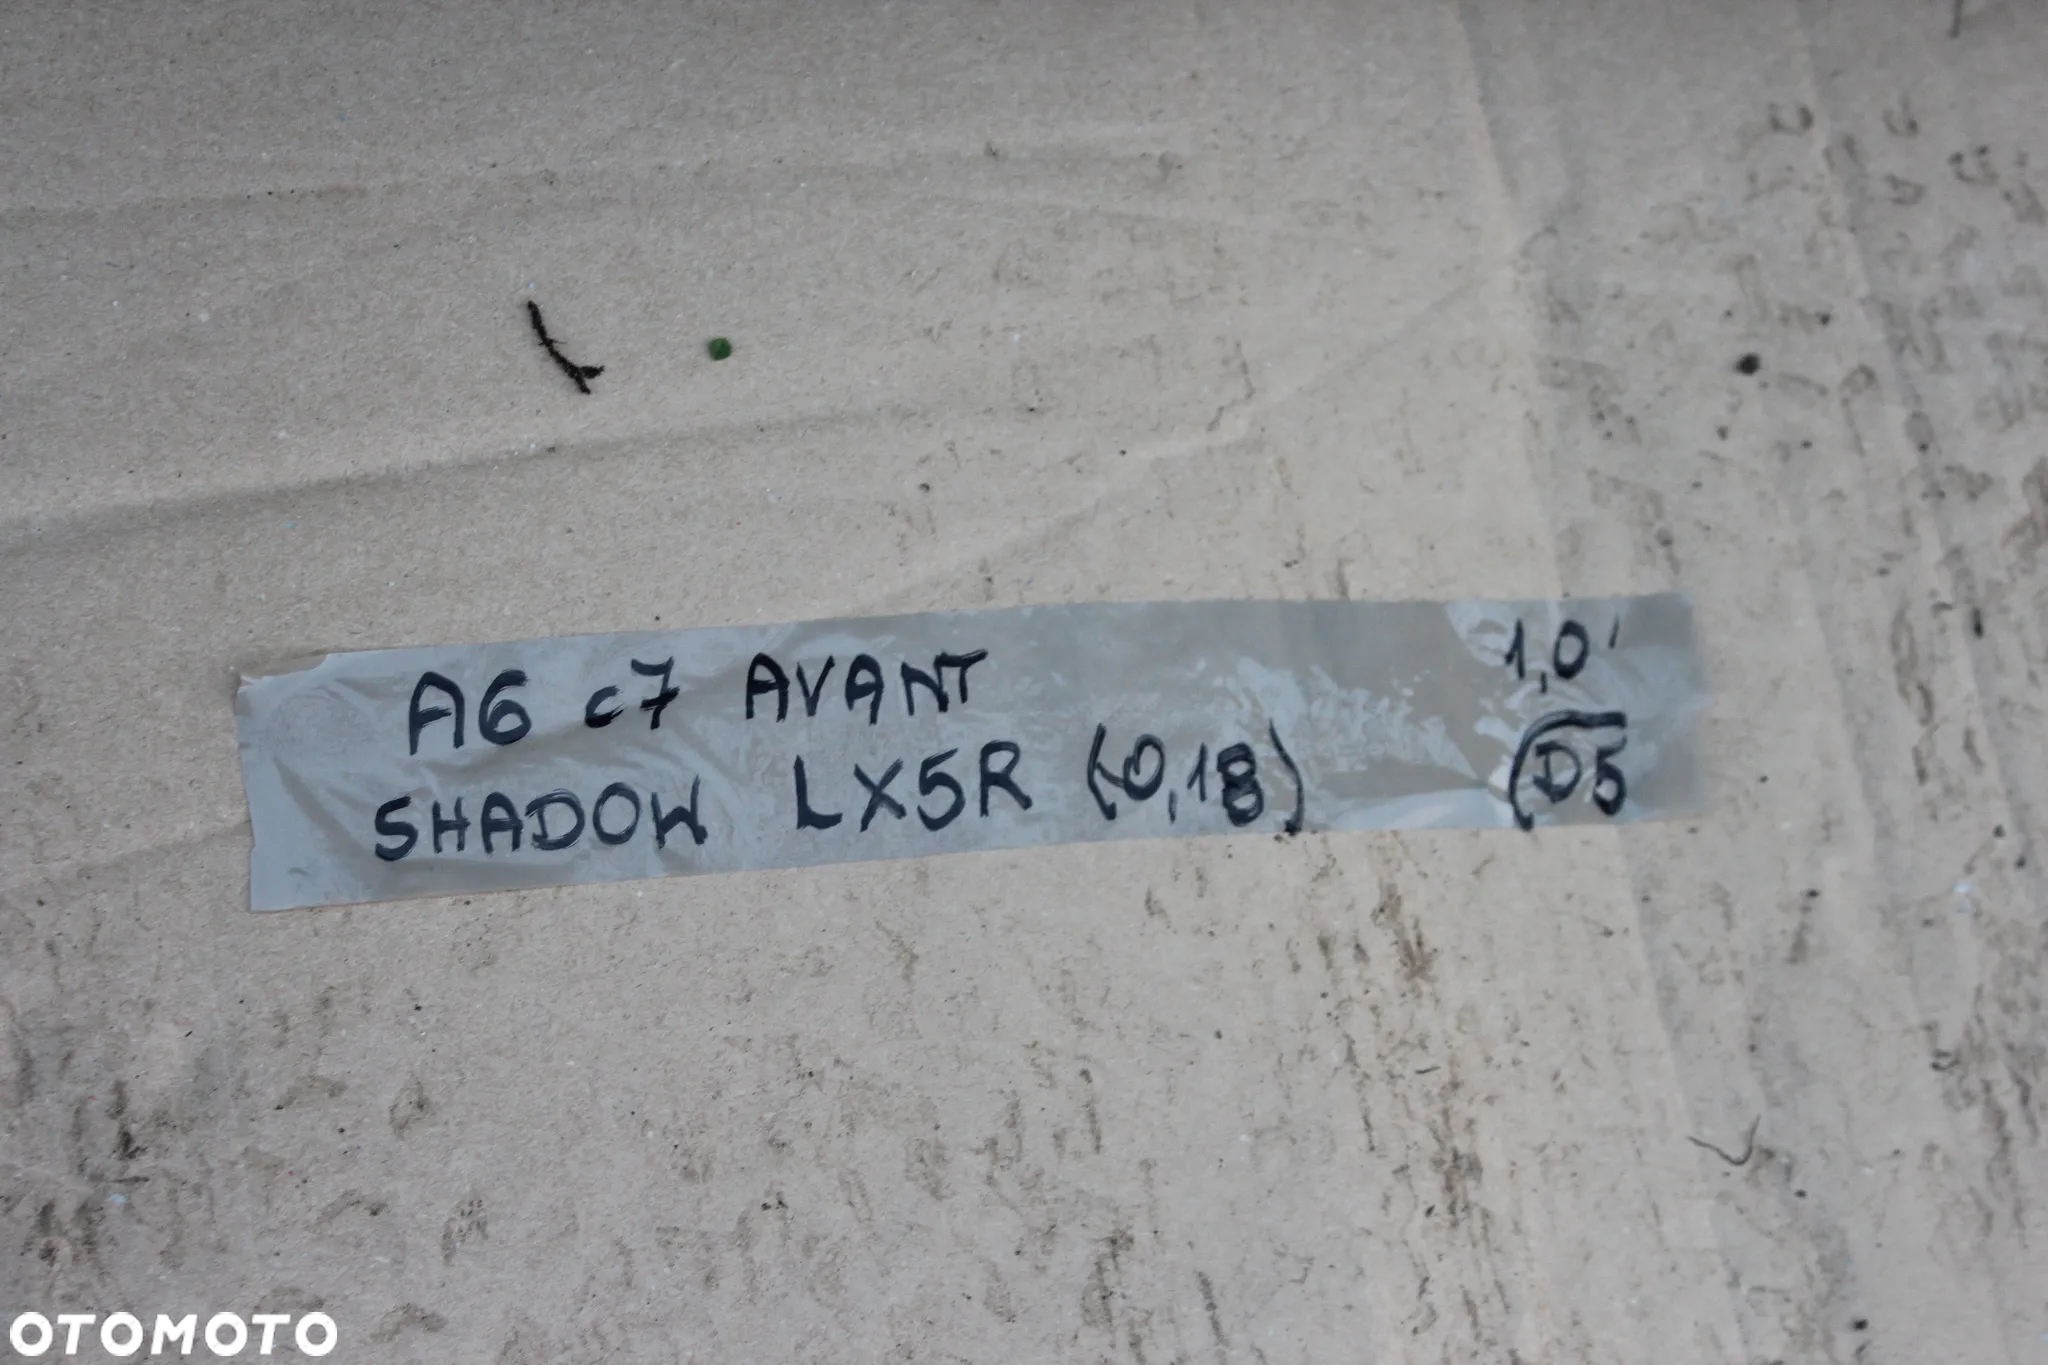 A6 c7 AVANT 1,0'
SHADOW LX5R (-0,18) (D5
OTOMOTO